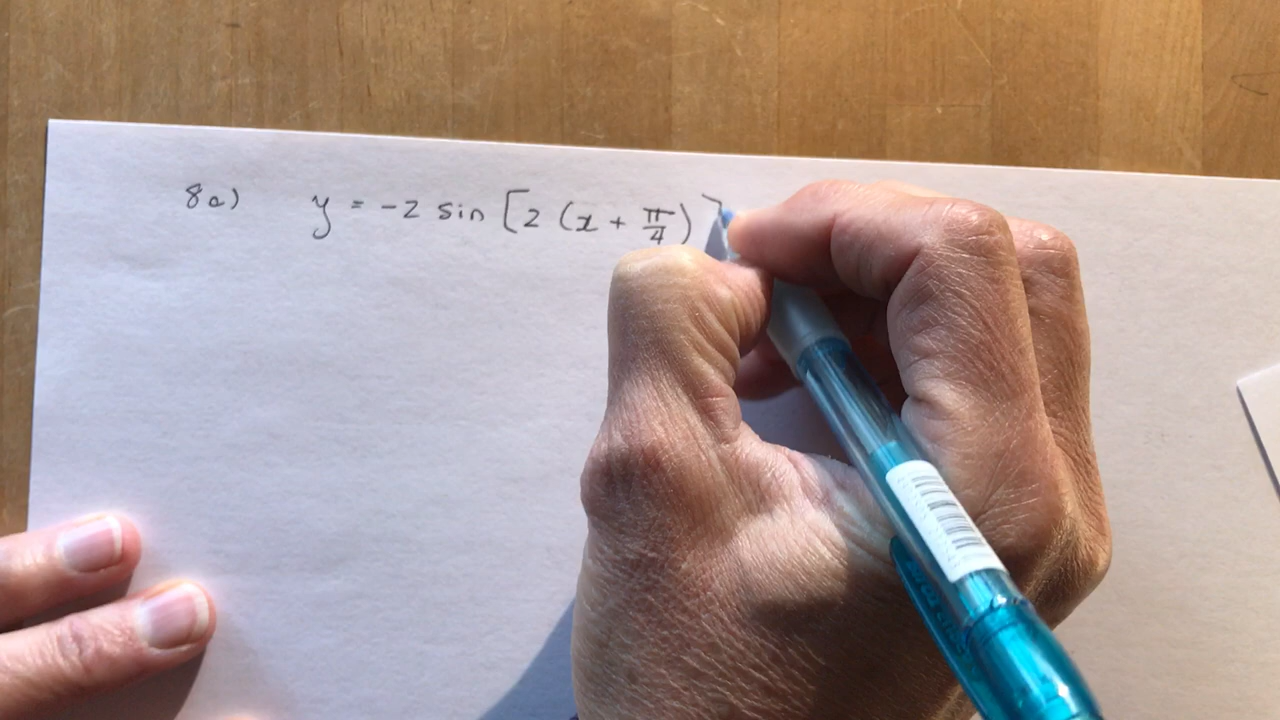 8a) y = -2 sin [2 (x + π/4)]